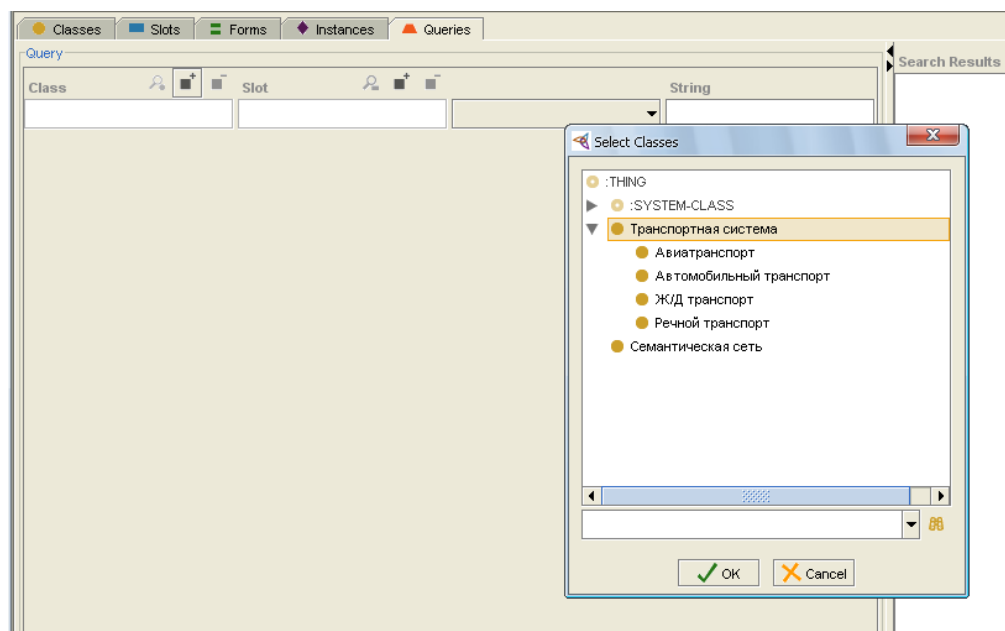 Classes Slots Forms Instances Queries
Query
Class Slot String
Search Results
Select Classes
:THING
:SYSTEM-CLASS
Транспортная система
Авиатранспорт
Автомобильный транспорт
Ж/Д транспорт
Речной транспорт
Семантическая сеть
OK Cancel